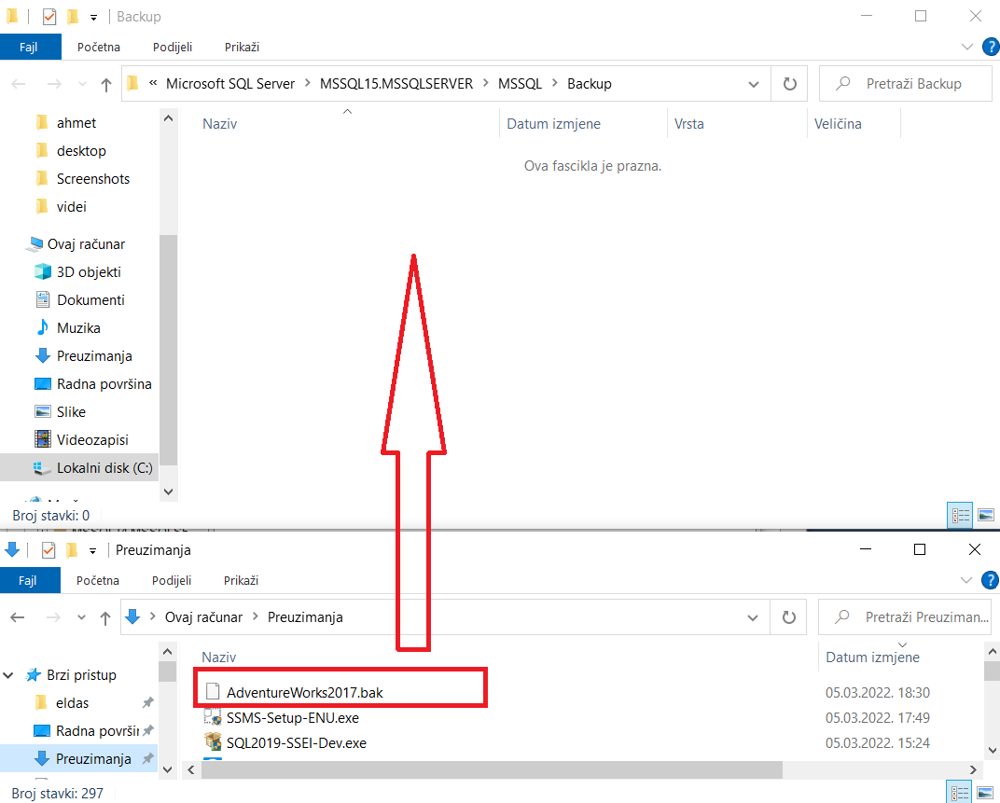 Backup
Fajl Početna Podijeli Prikaži
« Microsoft SQL Server > MSSQL15.MSSQLSERVER > MSSQL > Backup Pretraži Backup
Naziv Datum izmjene Vrsta Veličina
Ova fascikla je prazna.
ahmet
desktop
Screenshots
videi
Ovaj računar
3D objekti
Dokumenti
Muzika
Preuzimanja
Radna površina
Slike
Videozapisi
Lokalni disk (C:)
Broj stavki: 0
Preuzimanja
Fajl Početna Podijeli Prikaži
Ovaj računar > Preuzimanja Pretraži Preuziman...
Naziv Datum izmjene
Brzi pristup
eldas
Radna površin
Preuzimanja
AdventureWorks2017.bak 05.03.2022. 18:30
SSMS-Setup-ENU.exe 05.03.2022. 17:49
SQL2019-SSEI-Dev.exe 05.03.2022. 15:24
Broj stavki: 297